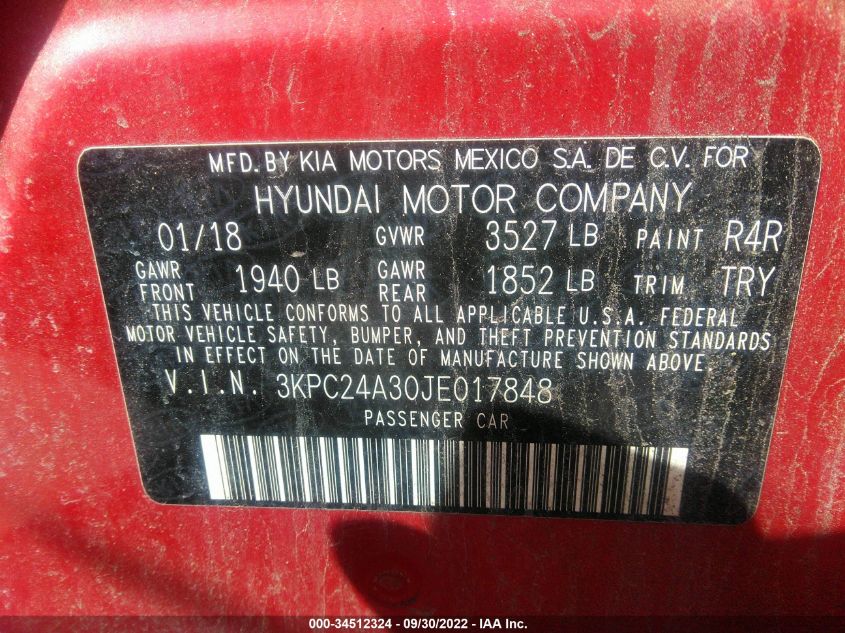 MFD. BY KIA MOTORS MEXICO S.A. DE C.V. FOR
HYUNDAI MOTOR COMPANY
01/18 GVWR 3527 LB PAINT R4R
GAWR FRONT 1940 LB GAWR REAR 1852 LB TRIM TRY
THIS VEHICLE CONFORMS TO ALL APPLICABLE U.S.A. FEDERAL
MOTOR VEHICLE SAFETY, BUMPER, AND THEFT PREVENTION STANDARDS
IN EFFECT ON THE DATE OF MANUFACTURE SHOWN ABOVE.
V.I.N. 3KPC24A30JE017848
PASSENGER CAR
000-34512324 - 09/30/2022 - IAA Inc.